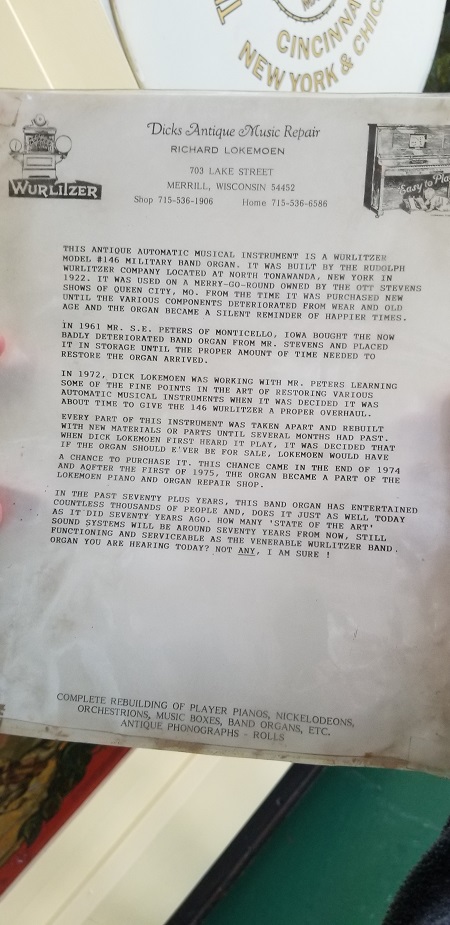 CINCINNA
NEW YORK & CHIC
Dicks Antique Music Repair
RICHARD LOKEMOEN
703 LAKE STREET
MERRILL, WISCONSIN 54452
Shop 715-536-1906 Home 715-536-6586
WURLITZER
Easy to Pla
THIS ANTIQUE AUTOMATIC MUSICAL INSTRUMENT IS A WURLITZER
MODEL #146 MILITARY BAND ORGAN. IT WAS BUILT BY THE RUDOLPH
WURLITZER COMPANY LOCATED AT NORTH TONAWANDA, NEW YORK IN
1922. IT WAS USED ON A MERRY-GO-ROUND OWNED BY THE OTT STEVENS
SHOWS OF QUEEN CITY, MO. FROM THE TIME IT WAS PURCHASED NEW
UNTIL THE VARIOUS COMPONENTS DETERIORATED FROM WEAR AND OLD
AGE AND THE ORGAN BECAME A SILENT REMINDER OF HAPPIER TIMES.
IN 1961 MR. S.E. PETERS OF MONTICELLO, IOWA BOUGHT THE NOW
BADLY DETERIORATED BAND ORGAN FROM MR. STEVENS AND PLACED
IT IN STORAGE UNTIL THE PROPER AMOUNT OF TIME NEEDED TO
RESTORE THE ORGAN ARRIVED.
IN 1972, DICK LOKEMOEN WAS WORKING WITH MR. PETERS LEARNING
SOME OF THE FINE POINTS IN THE ART OF RESTORING VARIOUS
AUTOMATIC MUSICAL INSTRUMENTS WHEN IT WAS DECIDED IT WAS
ABOUT TIME TO GIVE THE 146 WURLITZER A PROPER OVERHAUL.
EVERY PART OF THIS INSTRUMENT WAS TAKEN APART AND REBUILT
WITH NEW MATERIALS OR PARTS UNTIL SEVERAL MONTHS HAD PAST.
WHEN DICK LOKEMOEN FIRST HEARD IT PLAY, IT WAS DECIDED THAT
IF THE ORGAN SHOULD E'VER BE FOR SALE, LOKEMOEN WOULD HAVE
A CHANCE TO PURCHASE IT. THIS CHANCE CAME IN THE END OF 1974
AND AQFTER THE FIRST OF 1975, THE ORGAN BECAME A PART OF THE
LOKEMOEN PIANO AND ORGAN REPAIR SHOP.
IN THE PAST SEVENTY PLUS YEARS, THIS BAND ORGAN HAS ENTERTAINED
COUNTLESS THOUSANDS OF PEOPLE AND, DOES IT JUST AS WELL TODAY
AS IT DID SEVENTY YEARS AGO. HOW MANY 'STATE OF THE ART'
SOUND SYSTEMS WILL BE AROUND SEVENTY YEARS FROM NOW, STILL
FUNCTIONING AND SERVICEABLE AS THE VENERABLE WURLITZER BAND.
ORGAN YOU ARE HEARING TODAY? NOT ANY, I AM SURE !
COMPLETE REBUILDING OF PLAYER PIANOS, NICKELODEONS,
ORCHESTRIONS, MUSIC BOXES, BAND ORGANS, ETC.
ANTIQUE PHONOGRAPHS - ROLLS